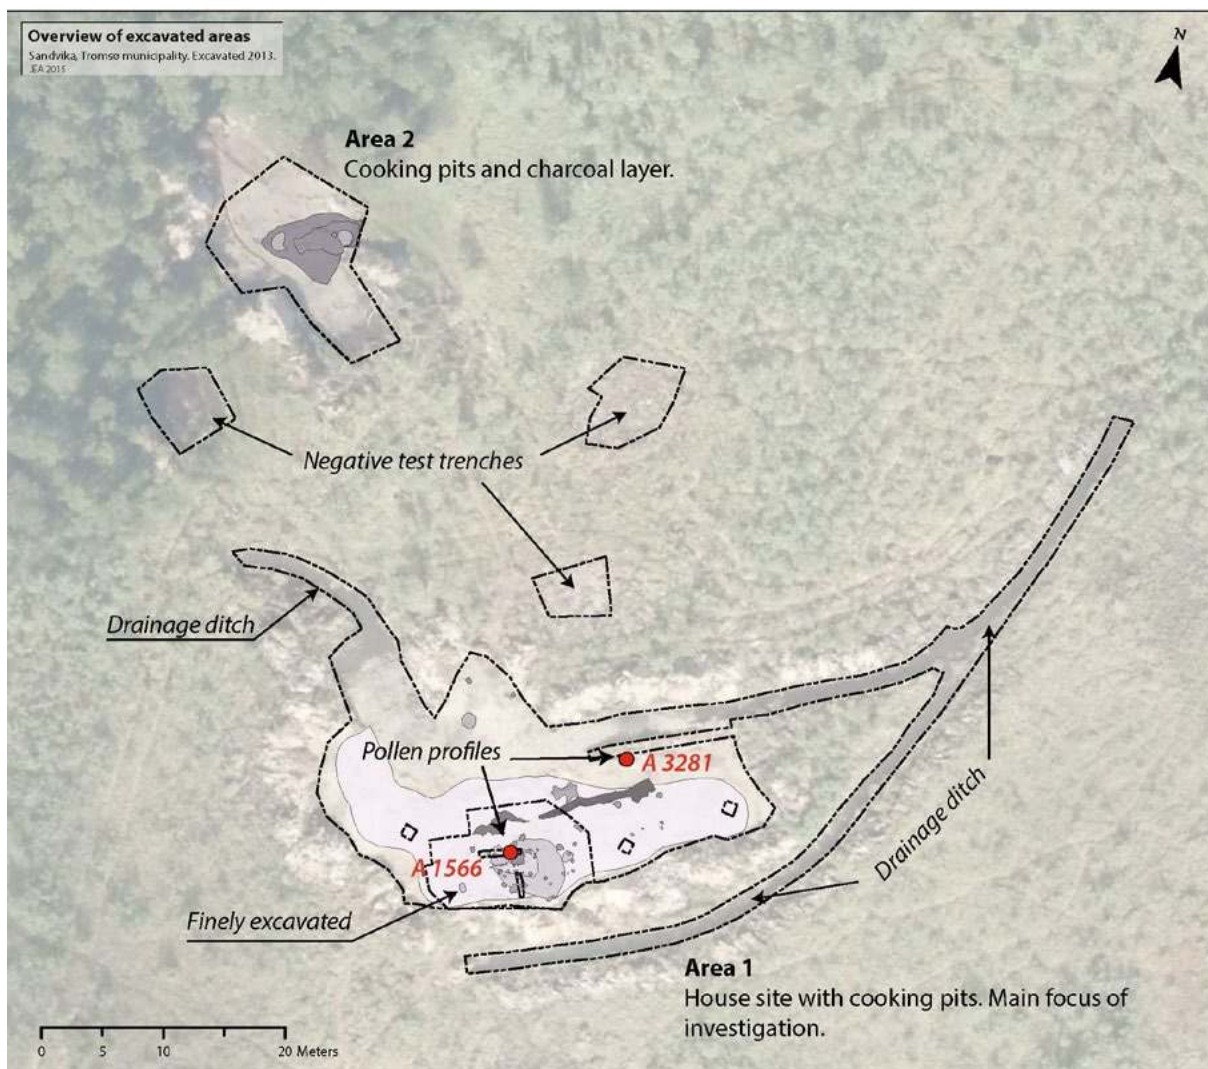 Overview of excavated areas
Sandvika, Tromsø municipality. Excavated 2013.
JEA 2015
N
Area 2
Cooking pits and charcoal layer.
Negative test trenches
Drainage ditch
Pollen profiles
A 3281
A 1566
Drainage ditch
Finely excavated
Area 1
House site with cooking pits. Main focus of
investigation.
0 5 10 20 Meters